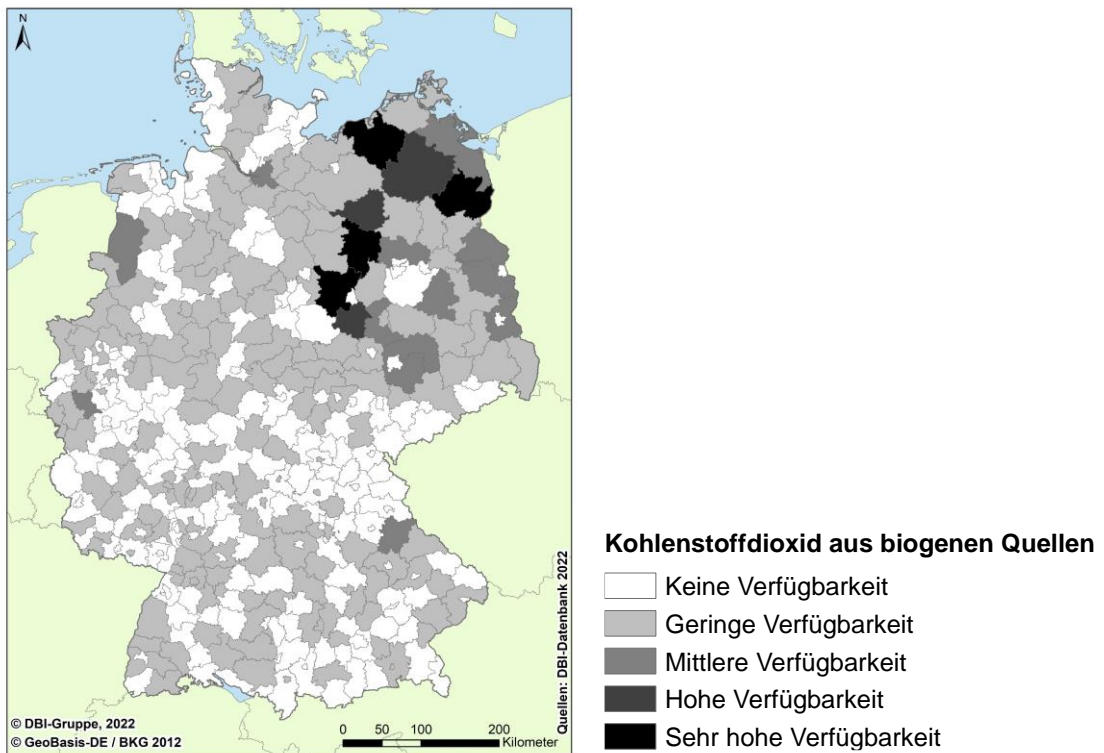 N
Quellen: DBI-Datenbank 2022
© DBI-Gruppe, 2022
© GeoBasis-DE / BKG 2012
0 50 100 200
Kilometer
Kohlenstoffdioxid aus biogenen Quellen
Keine Verfügbarkeit
Geringe Verfügbarkeit
Mittlere Verfügbarkeit
Hohe Verfügbarkeit
Sehr hohe Verfügbarkeit